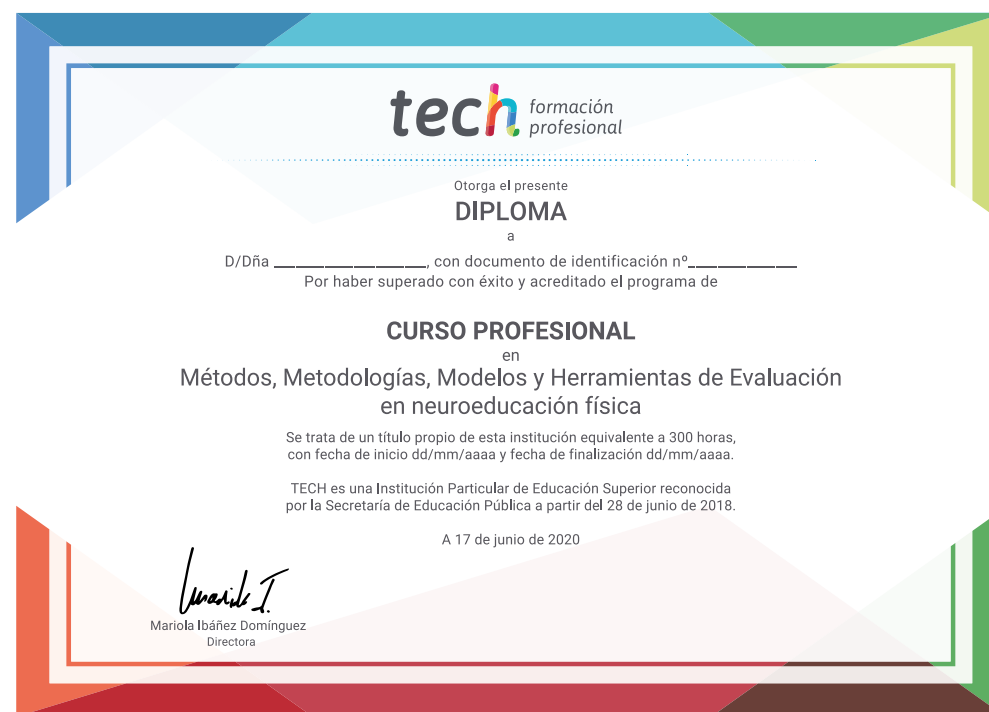 tech formación
profesional
Otorga el presente
DIPLOMA
a
D/Dña ______________, con documento de identificación nº__________
Por haber superado con éxito y acreditado el programa de
CURSO PROFESIONAL
en
Métodos, Metodologías, Modelos y Herramientas de Evaluación
en neuroeducación física
Se trata de un título propio de esta institución equivalente a 300 horas,
con fecha de inicio dd/mm/aaaa y fecha de finalización dd/mm/aaaa.
TECH es una Institución Particular de Educación Superior reconocida
por la Secretaría de Educación Pública a partir del 28 de junio de 2018.
A 17 de junio de 2020
Mariola Ibáñez Domínguez
Directora